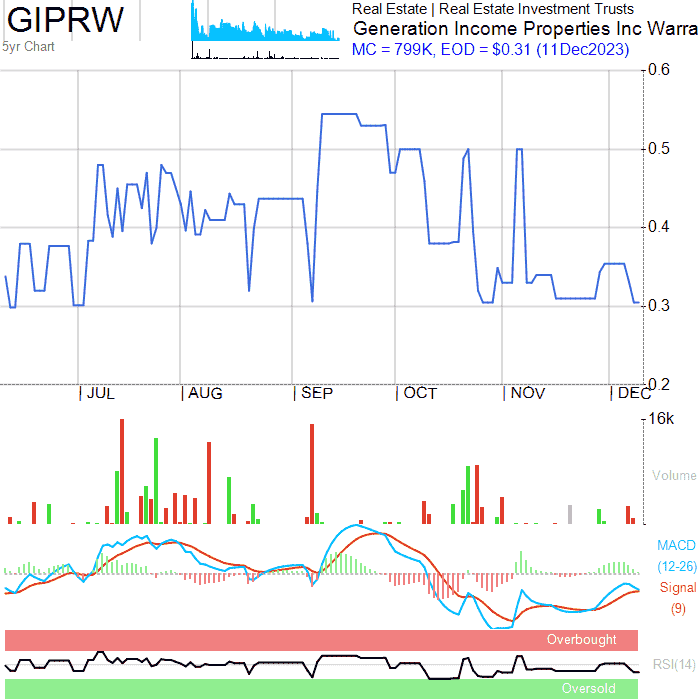 GIPRW
5yr Chart
Real Estate | Real Estate Investment Trusts
Generation Income Properties Inc Warra
MC = 799K, EOD = $0.31 (11Dec2023)
0.6
0.5
0.4
0.3
0.2
| JUL | AUG | SEP | OCT | NOV | DEC
16k
Volume
MACD
(12-26)
Signal
(9)
Overbought
RSI(14)
Oversold